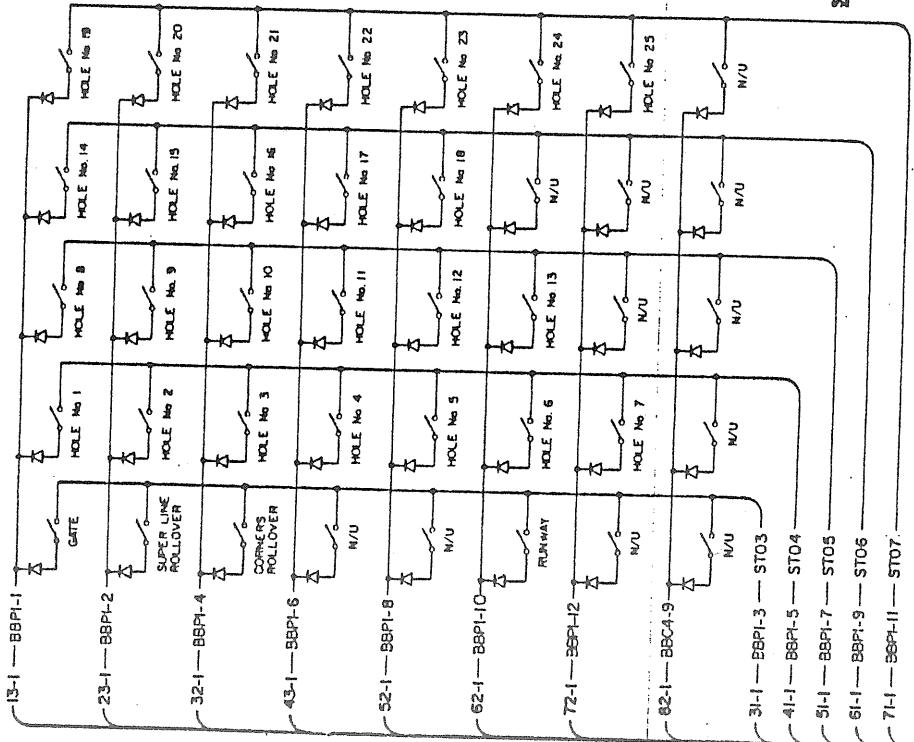 13-1 — BBP1-1
GATE
HOLE No 1
HOLE No 8
HOLE No. 14
HOLE No 19
23-1 — BBP1-2
SUPER LINE
ROLLOVER
HOLE No 2
HOLE No. 9
HOLE No. 15
HOLE No 20
32-1 — BBP1-4
CORNERS
ROLLOVER
HOLE No 3
HOLE No 10
HOLE No 16
HOLE No 21
43-1 — BBP1-6
N/U
HOLE No 4
HOLE No. 11
HOLE No 17
HOLE No 22
52-1 — BBP1-8
N/U
HOLE No 5
HOLE No. 12
HOLE No 18
HOLE No 23
62-1 — BBP1-10
RUNWAY
HOLE No. 6
HOLE No 13
N/U
HOLE No. 24
72-1 — BBP1-12
N/U
HOLE No 7
N/U
N/U
HOLE No 25
82-1 — BBC4-9
N/U
N/U
N/U
N/U
N/U
31-1 — BBP1-3 — ST03
41-1 — BBP1-5 — ST04
51-1 — BBP1-7 — ST05
61-1 — BBP1-9 — ST06
71-1 — BBP1-11 — ST07